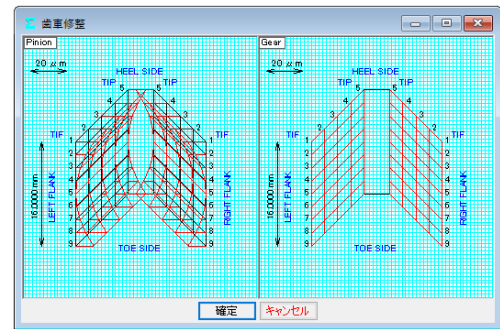 歯車修整
Pinion
20 μm
HEEL SIDE
TIP 5 5 TIP
4 4
3 3
2 2
TIF 1 1 TIF
2 2
3 3
4 4
5 5
6 6
7 7
8 8
9 9
16.0000 mm
LEFT FLANK
RIGHT FLANK
TOE SIDE
Gear
20 μm
HEEL SIDE
TIP 5 5 TIP
4 4
3 3
2 2
TIF 1 1 TIF
2 2
3 3
4 4
5 5
6 6
7 7
8 8
9 9
16.0000 mm
LEFT FLANK
RIGHT FLANK
TOE SIDE
確定
キャンセル